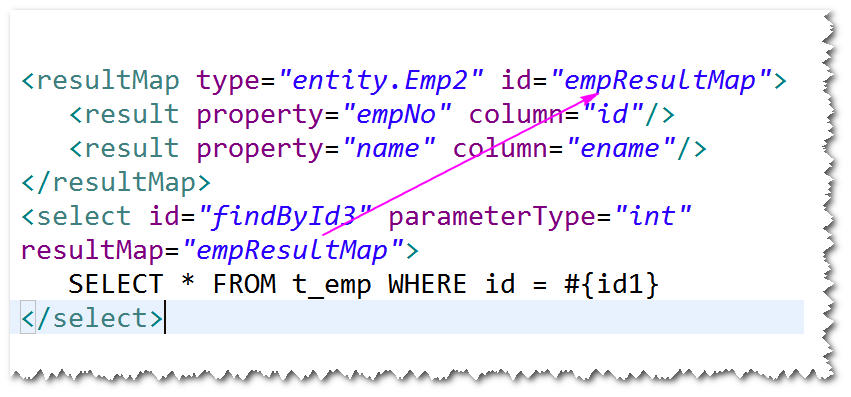 <resultMap type="entity.Emp2" id="empResultMap">
   <result property="empNo" column="id"/>
   <result property="name" column="ename"/>
</resultMap>
<select id="findById3" parameterType="int"
resultMap="empResultMap">
   SELECT * FROM t_emp WHERE id = #{id1}
</select>